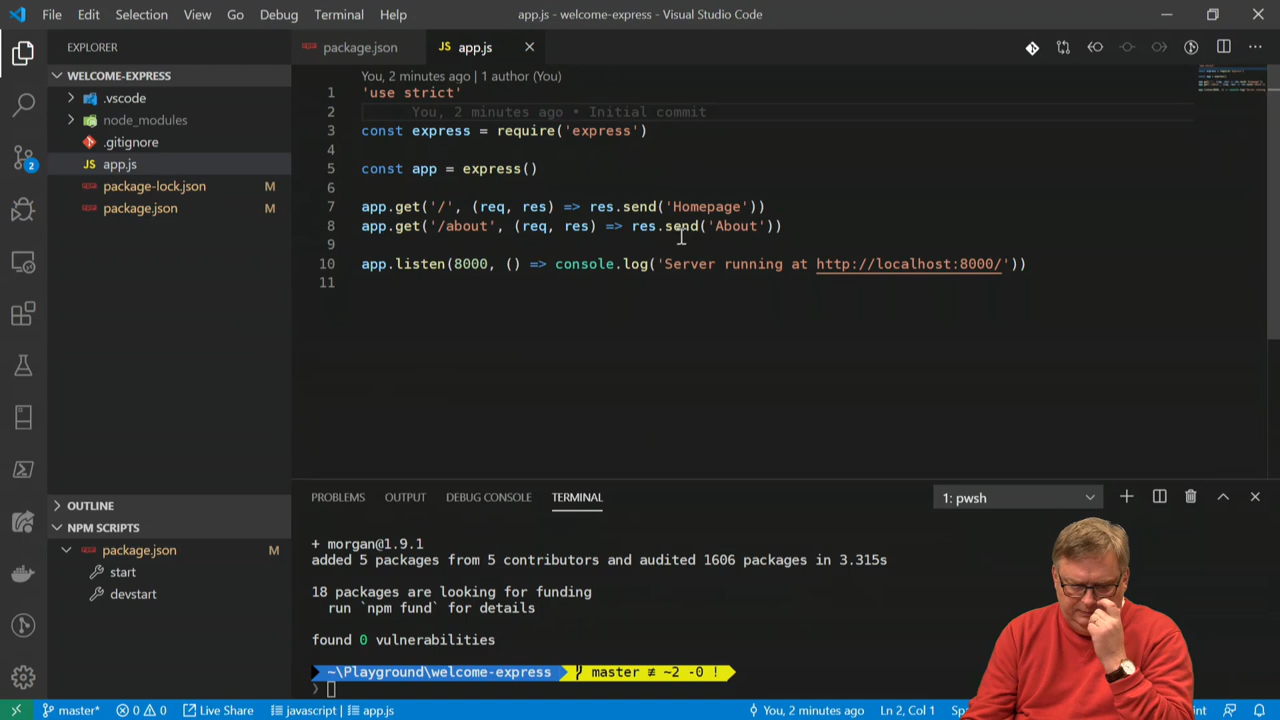 File Edit Selection View Go Debug Terminal Help app.js - welcome-express - Visual Studio Code
EXPLORER
WELCOME-EXPRESS
.vscode
node_modules
.gitignore
JS app.js
package-lock.json M
package.json M
2
OUTLINE
NPM SCRIPTS
package.json M
start
devstart
package.json JS app.js
You, 2 minutes ago | 1 author (You)
1 'use strict'
2 You, 2 minutes ago • Initial commit
3 const express = require('express')
4
5 const app = express()
6
7 app.get('/', (req, res) => res.send('Homepage'))
8 app.get('/about', (req, res) => res.send('About'))
9
10 app.listen(8000, () => console.log('Server running at http://localhost:8000/'))
11
PROBLEMS OUTPUT DEBUG CONSOLE TERMINAL 1: pwsh
+ morgan@1.9.1
added 5 packages from 5 contributors and audited 1606 packages in 3.315s
18 packages are looking for funding
run `npm fund` for details
found 0 vulnerabilities
~\Playground\welcome-express master ≢ ~2 -0 !
master* 0 0 Live Share javascript | app.js You, 2 minutes ago Ln 2, Col 1